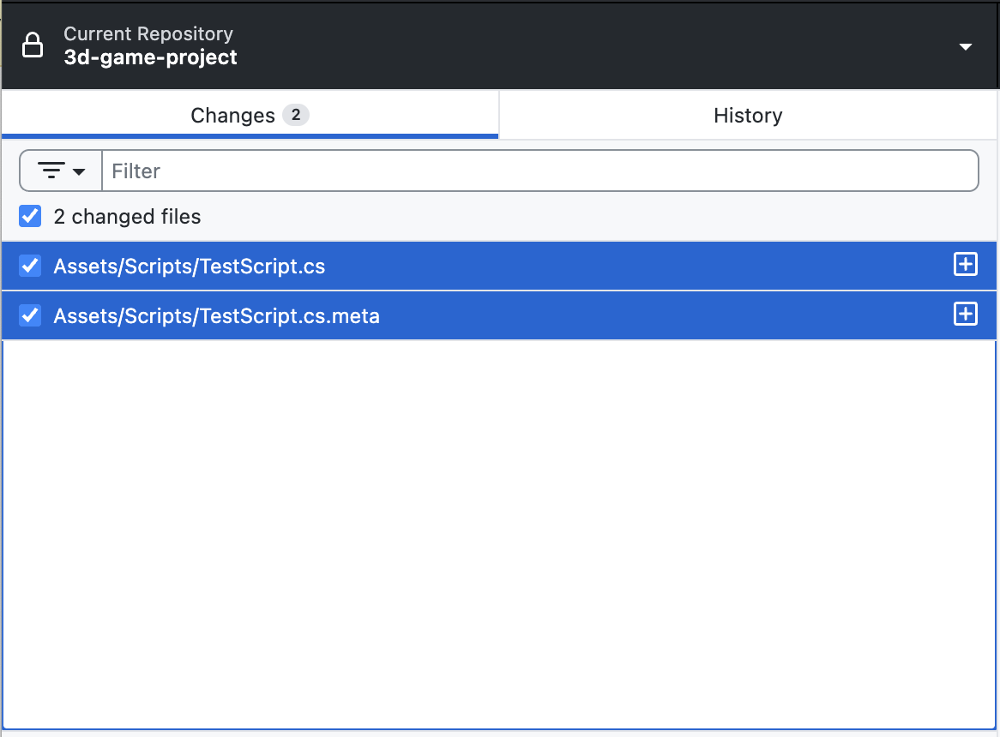 Current Repository
3d-game-project
Changes 2
History
Filter
2 changed files
Assets/Scripts/TestScript.cs
Assets/Scripts/TestScript.cs.meta